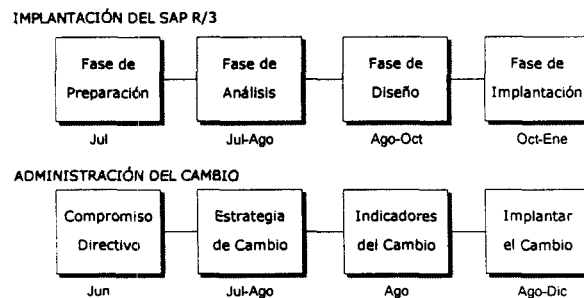 IMPLANTACIÓN DEL SAP R/3
Fase de
Preparación
Fase de
Análisis
Fase de
Diseño
Fase de
Implantación
Jul
Jul-Ago
Ago-Oct
Oct-Ene
ADMINISTRACIÓN DEL CAMBIO
Compromiso
Directivo
Estrategia
de Cambio
Indicadores
del Cambio
Implantar
el Cambio
Jun
Jul-Ago
Ago
Ago-Dic